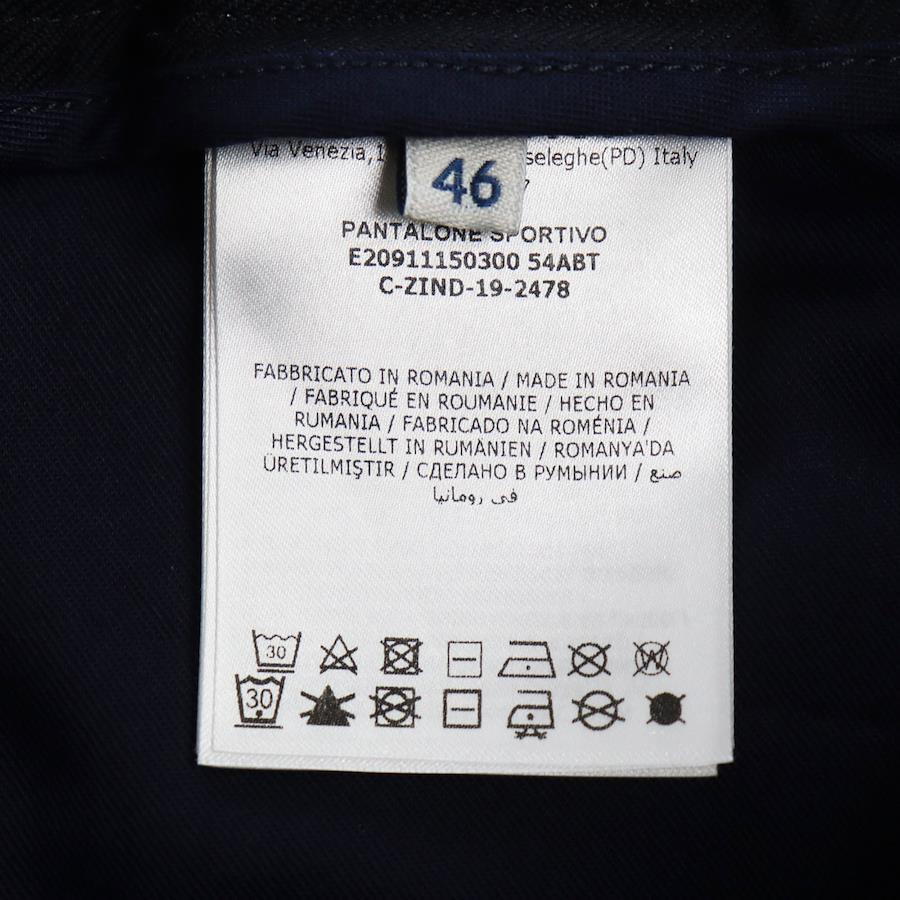 Via Venezia,1 seleghe(PD) Italy
46
7
PANTALONE SPORTIVO
E20911150300 54ABT
C-ZIND-19-2478
FABBRICATO IN ROMANIA / MADE IN ROMANIA
/ FABRIQUÉ EN ROUMANIE / HECHO EN
RUMANIA / FABRICADO NA ROMÉNIA /
HERGESTELLT IN RUMÄNIEN / ROMANYA'DA
ÜRETILMIŞTIR / СДЕЛАНО В РУМЫНИИ / صنع
في رومانيا
30 W
30